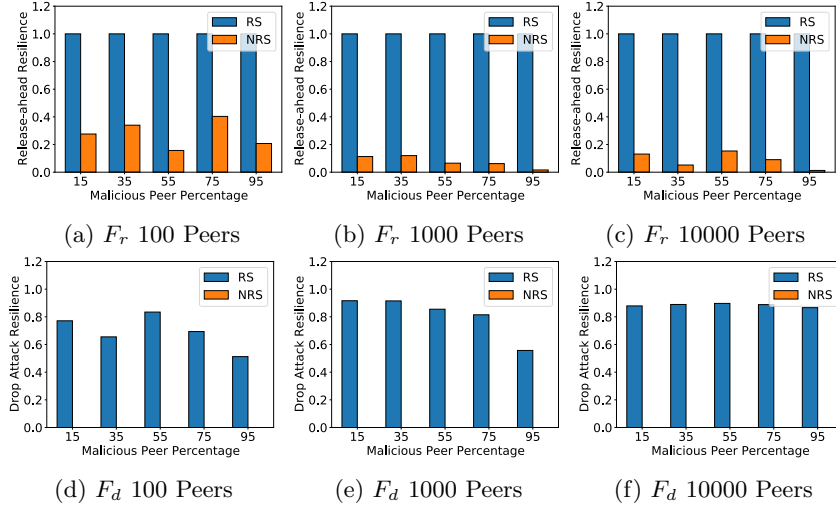 1.2
1.0
0.8
0.6
0.4
0.2
0.0
Release-ahead Resilience
RS
NRS
15 35 55 75 95
Malicious Peer Percentage
(a) F_r 100 Peers
1.2
1.0
0.8
0.6
0.4
0.2
0.0
Release-ahead Resilience
RS
NRS
15 35 55 75 95
Malicious Peer Percentage
(b) F_r 1000 Peers
1.2
1.0
0.8
0.6
0.4
0.2
0.0
Release-ahead Resilience
RS
NRS
15 35 55 75 95
Malicious Peer Percentage
(c) F_r 10000 Peers
1.2
1.0
0.8
0.6
0.4
0.2
0.0
Drop Attack Resilience
RS
NRS
15 35 55 75 95
Malicious Peer Percentage
(d) F_d 100 Peers
1.2
1.0
0.8
0.6
0.4
0.2
0.0
Drop Attack Resilience
RS
NRS
15 35 55 75 95
Malicious Peer Percentage
(e) F_d 1000 Peers
1.2
1.0
0.8
0.6
0.4
0.2
0.0
Drop Attack Resilience
RS
NRS
15 35 55 75 95
Malicious Peer Percentage
(f) F_d 10000 Peers